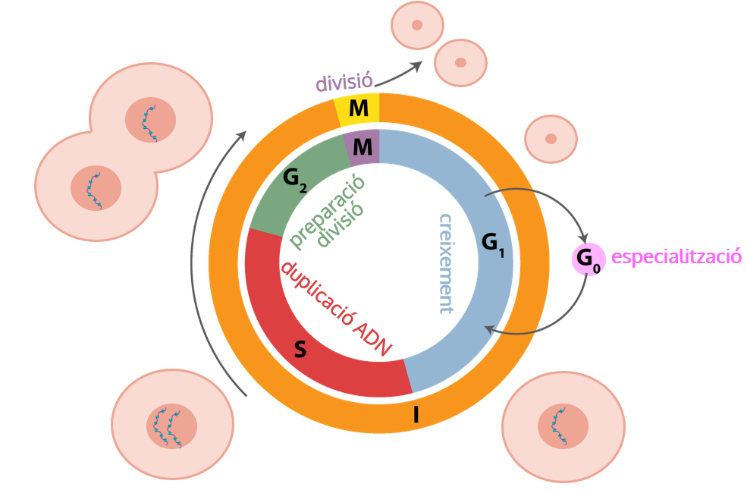 divisió
M
M
G2
preparació
divisió
creixement
G1
G0 especialització
duplicació ADN
S
I